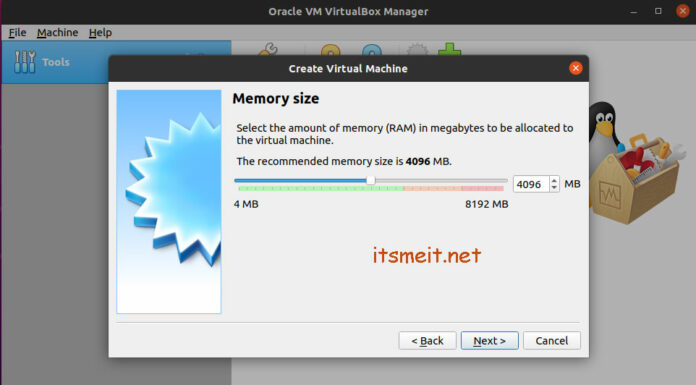 Oracle VM VirtualBox Manager
File Machine Help
Tools
Create Virtual Machine
Memory size
Select the amount of memory (RAM) in megabytes to be allocated to
the virtual machine.
The recommended memory size is 4096 MB.
4096 MB
4 MB 8192 MB
itsmeit.net
< Back Next > Cancel